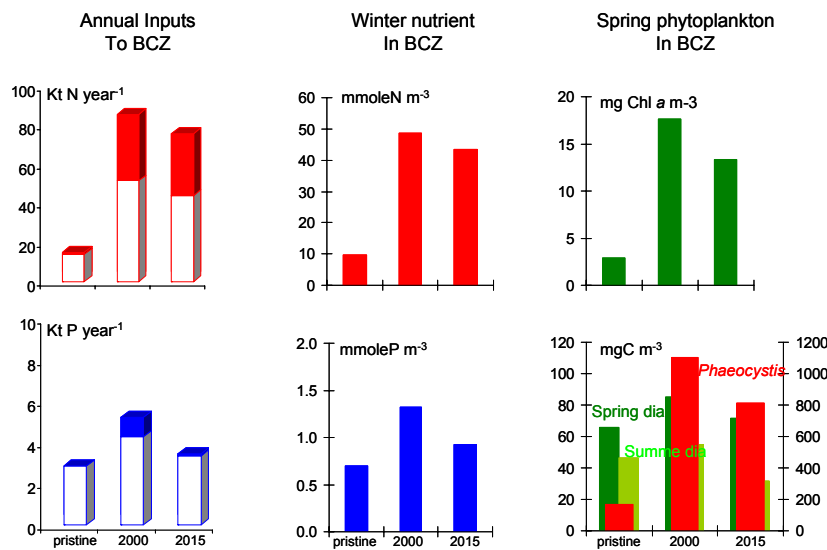 Annual Inputs
To BCZ
Winter nutrient
In BCZ
Spring phytoplankton
In BCZ
Kt N year-1
100
80
60
40
20
0
mmoleN m-3
60
50
40
30
20
10
0
mg Chl a m-3
20
15
10
5
0
Kt P year-1
10
8
6
4
2
0
pristine 2000 2015
mmoleP m-3
2.0
1.5
1.0
0.5
0.0
pristine 2000 2015
mgC m-3
120
100
80
60
40
20
0
Phaeocystis
Spring dia
Summe dia
1200
1000
800
600
400
200
0
pristine 2000 2015